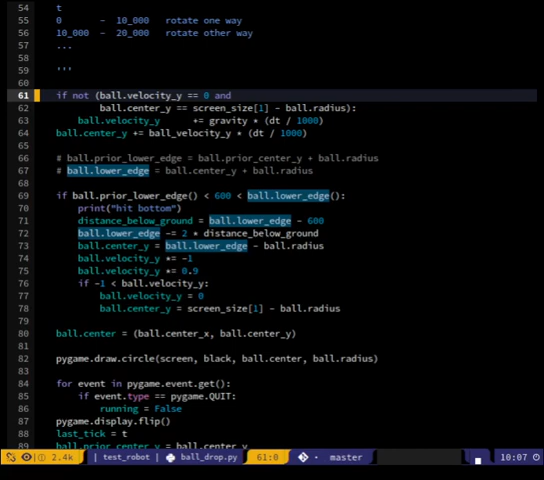 54 t
55 0 - 10_000 rotate one way
56 10_000 - 20_000 rotate other way
57 ...
58
59 '''
60
61 if not (ball.velocity_y == 0 and
62 ball.center_y == screen_size[1] - ball.radius):
63 ball.velocity_y += gravity * (dt / 1000)
64 ball.center_y += ball_velocity_y * (dt / 1000)
65
66 # ball.prior_lower_edge = ball.prior_center_y + ball.radius
67 # ball.lower_edge = ball.center_y + ball.radius
68
69 if ball.prior_lower_edge() < 600 < ball.lower_edge():
70 print("hit bottom")
71 distance_below_ground = ball.lower_edge - 600
72 ball.lower_edge -= 2 * distance_below_ground
73 ball.center_y = ball.lower_edge - ball.radius
74 ball.velocity_y *= -1
75 ball.velocity_y *= 0.9
76 if -1 < ball.velocity_y:
77 ball.velocity_y = 0
78 ball.center_y = screen_size[1] - ball.radius
79
80 ball.center = (ball.center_x, ball.center_y)
81
82 pygame.draw.circle(screen, black, ball.center, ball.radius)
83
84 for event in pygame.event.get():
85 if event.type == pygame.QUIT:
86 running = False
87 pygame.display.flip()
88 last_tick = t
89 ball.prior_center_y = ball.center_y
2.4k | test_robot | ball_drop.py 61:0 master 10:07